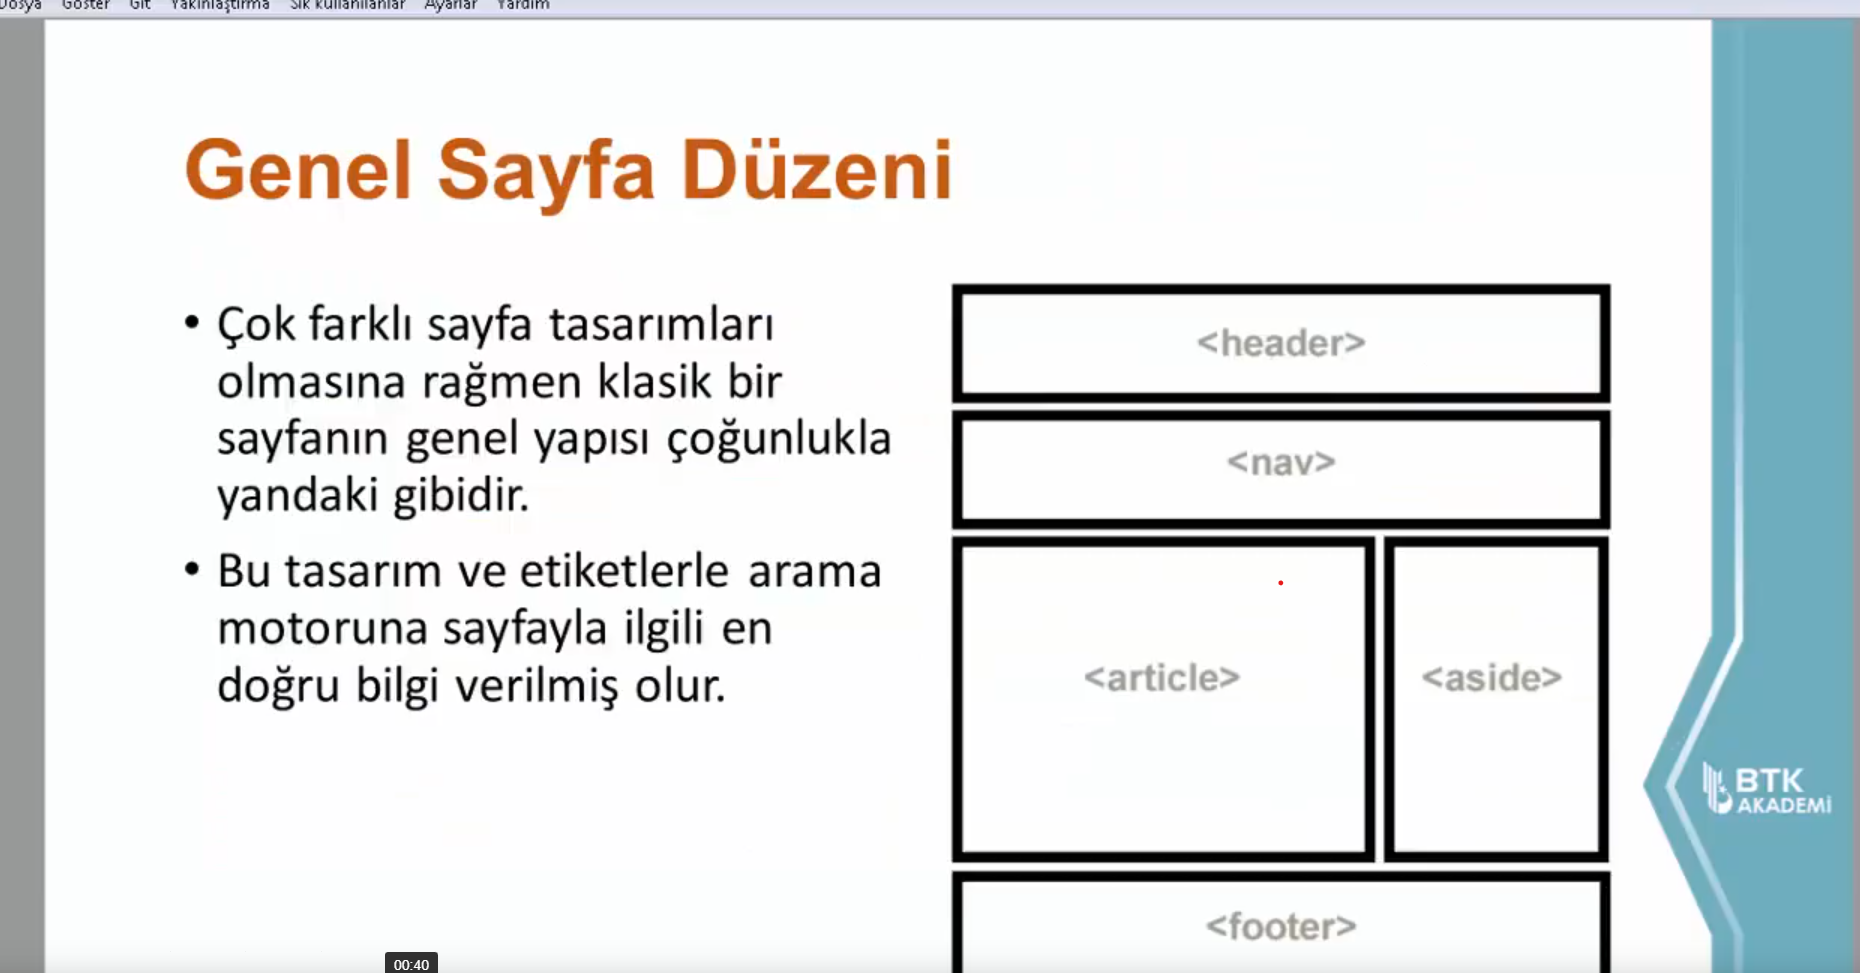 Dosya Göster Git Yakınlaştırma Sık kullanılanlar Ayarlar Yardım
Genel Sayfa Düzeni
• Çok farklı sayfa tasarımları
olmasına rağmen klasik bir
sayfanın genel yapısı çoğunlukla
yandaki gibidir.
• Bu tasarım ve etiketlerle arama
motoruna sayfayla ilgili en
doğru bilgi verilmiş olur.
<header>
<nav>
<article> <aside>
<footer>
BTK
AKADEMİ
00:40